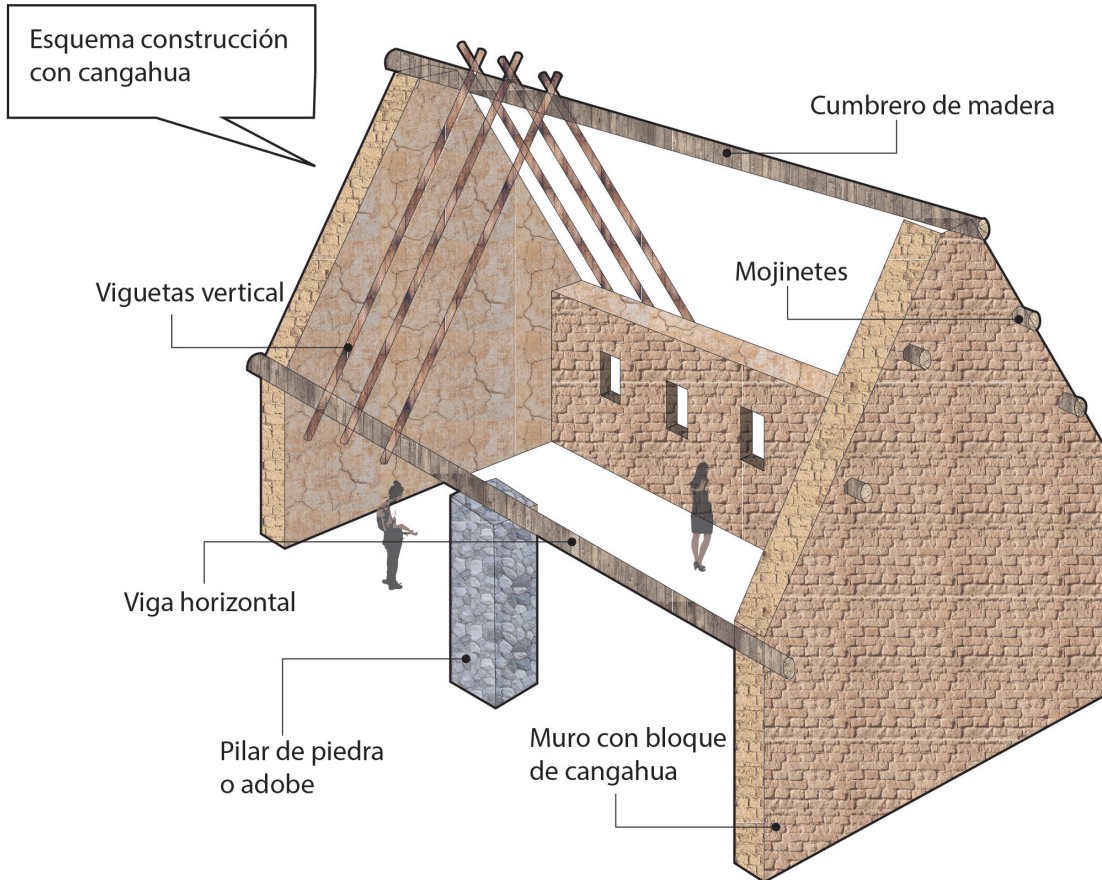 Esquema construcción
con cangahua
Cumbrero de madera
Mojinetes
Viguetas vertical
Viga horizontal
Pilar de piedra
o adobe
Muro con bloque
de cangahua